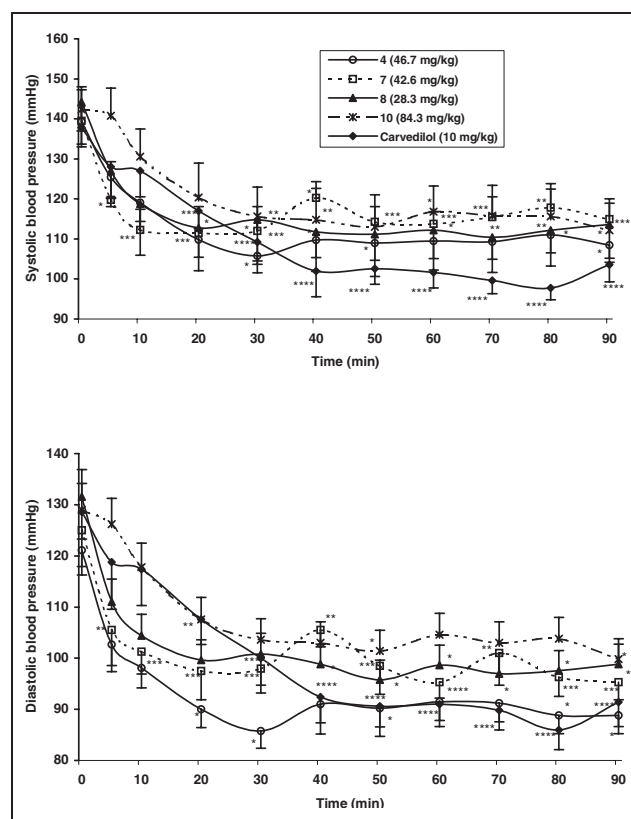 160
150
140
130
120
110
100
90
Systolic blood pressure (mmHg)
4 (46.7 mg/kg)
7 (42.6 mg/kg)
8 (28.3 mg/kg)
10 (84.3 mg/kg)
Carvedilol (10 mg/kg)
0 10 20 30 40 50 60 70 80 90
Time (min)
140
130
120
110
100
90
80
Diastolic blood pressure (mmHg)
0 10 20 30 40 50 60 70 80 90
Time (min)